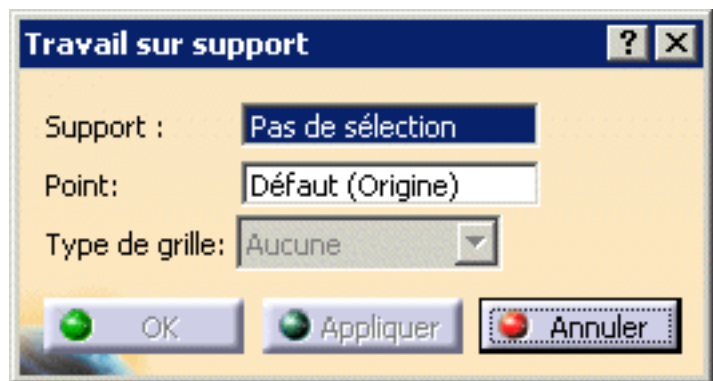 Travail sur support
Support : Pas de sélection
Point: Défaut (Origine)
Type de grille: Aucune
OK Appliquer Annuler